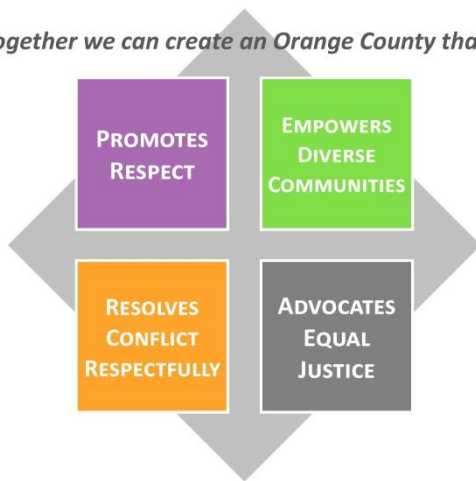 ogether we can create an Orange County tha
PROMOTES
RESPECT
EMPOWERS
DIVERSE
COMMUNITIES
RESOLVES
CONFLICT
RESPECTFULLY
ADVOCATES
EQUAL
JUSTICE